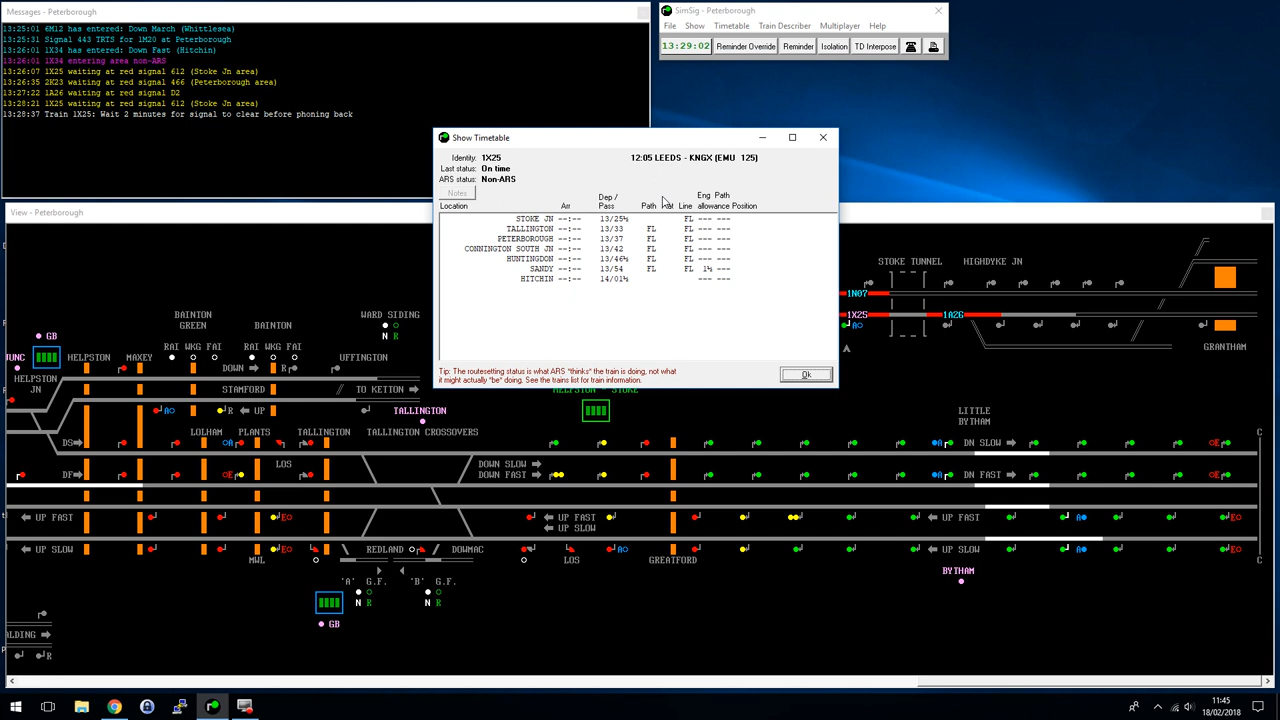 Messages - Peterborough
13:25:01 6M12 has entered: Down March (Whittlesea)
13:25:31 Signal 443 TRTS for 1M20 at Peterborough
13:26:01 1X34 has entered: Down Fast (Hitchin)
13:26:01 1X34 entering area non-ARS
13:26:07 1X25 waiting at red signal 612 (Stoke Jn area)
13:26:35 2K23 waiting at red signal 466 (Peterborough area)
13:27:22 1A26 waiting at red signal D2
13:28:21 1X25 waiting at red signal 612 (Stoke Jn area)
13:28:37 Train 1X25: Wait 2 minutes for signal to clear before phoning back
SimSig - Peterborough
File Show Timetable Train Describer Multiplayer Help
13:29:02 Reminder Override Reminder Isolation TD Interpose
Show Timetable
Identity: 1X25 12:05 LEEDS - KNGX (EMU 125)
Last status: On time
ARS status: Non-ARS
Notes
Location Arr Dep / Pass Path Line Eng allowance Path allowance Position
STOKE JN --:-- 13/25½ FL --- ---
TALLINGTON --:-- 13/33 FL FL --- ---
PETERBOROUGH --:-- 13/37 FL FL --- ---
CONNINGTON SOUTH JN --:-- 13/42 FL FL --- ---
HUNTINGDON --:-- 13/46½ FL FL --- ---
SANDY --:-- 13/54 FL FL 1½ ---
HITCHIN --:-- 14/01½ --- ---
Tip: The routesetting status is what ARS *thinks* the train is doing, not what
it might actually *be* doing. See the trains list for train information.
Ok
View - Peterborough
STOKE TUNNEL HIGHDYKE JN
1N07
1X25 1A26
A
GRANTHAM
BAINTON GREEN BAINTON WARD SIDING
N R
GB
RAI WKG FAI RAI WKG FAI
JUNC HELPSTON MAXEY UFFINGTON
HELPSTON JN
DOWN R
STAMFORD TO KETTON
A R UP
TALLINGTON
HELPSTON STOKE
LITTLE BYTHAM
LOLHAM PLANTS TALLINGTON TALLINGTON CROSSOVERS
C
DS A A DN SLOW E
LOS DOWN SLOW
DF E DOWN FAST A DN FAST E
UP FAST E UP FAST UP FAST A E
UP SLOW
UP SLOW E REDLAND DOWMAC A UP SLOW A E
MWL LOS GREATFORD C
BYTHAM
'A' G.F. 'B' G.F.
N R N R
GB
ALDING
R
11:45
18/02/2018